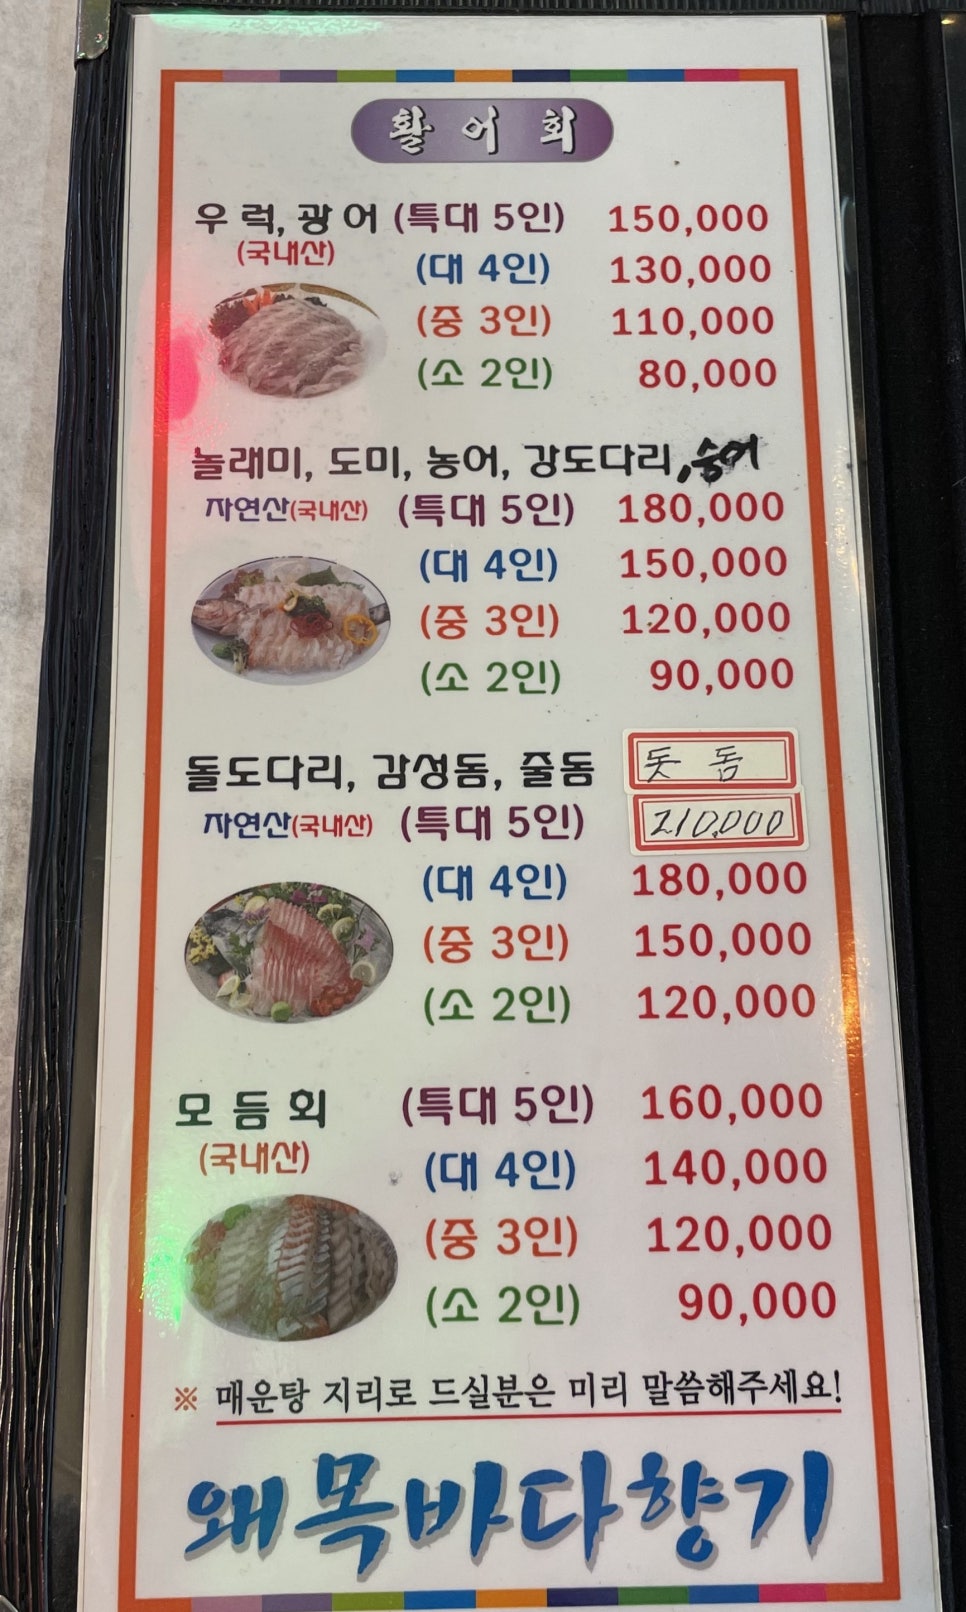 활어회
우럭, 광어 (특대 5인) 150,000
(국내산) (대 4인) 130,000
(중 3인) 110,000
(소 2인) 80,000
놀래미, 도미, 농어, 강도다리, 숭어
자연산(국내산) (특대 5인) 180,000
(대 4인) 150,000
(중 3인) 120,000
(소 2인) 90,000
돌도다리, 감성돔, 줄돔 돗 돔
자연산(국내산) (특대 5인) 210,000
(대 4인) 180,000
(중 3인) 150,000
(소 2인) 120,000
모듬회 (특대 5인) 160,000
(국내산) (대 4인) 140,000
(중 3인) 120,000
(소 2인) 90,000
※ 매운탕 지리로 드실분은 미리 말씀해주세요!
왜목바다향기